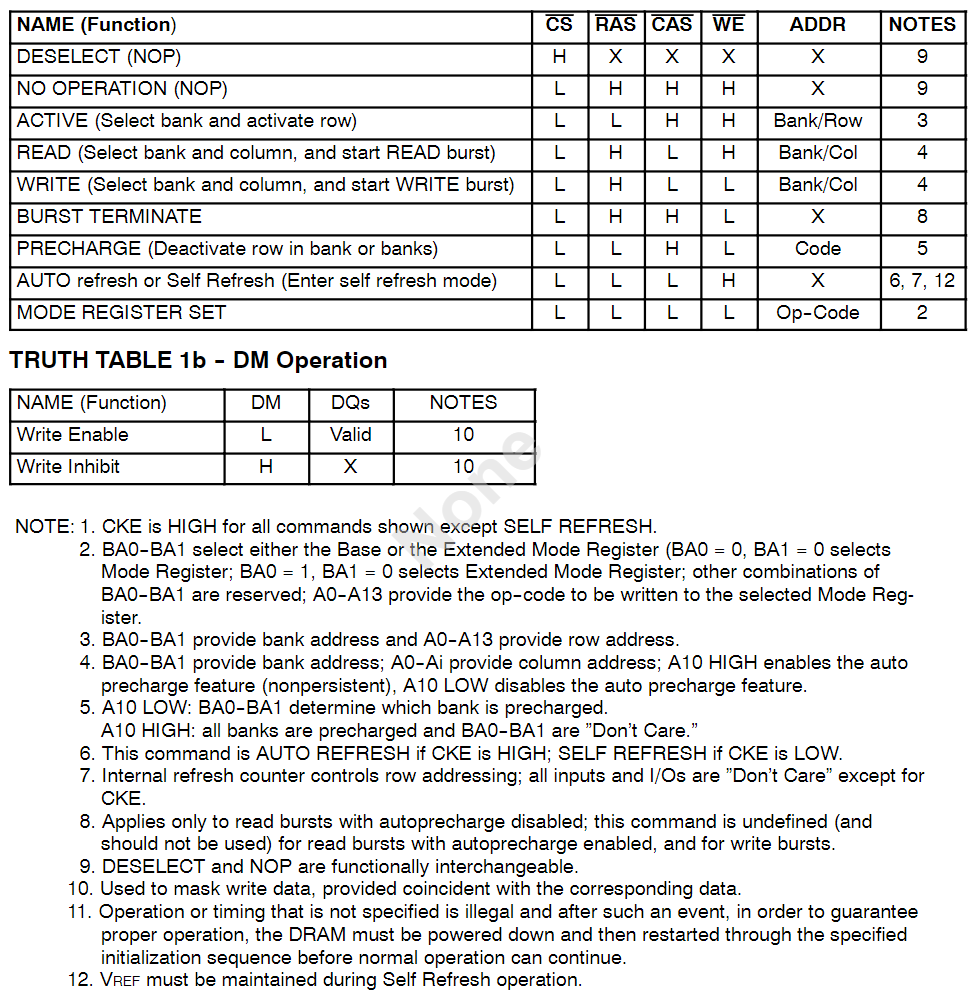 NAME (Function) CS RAS CAS WE ADDR NOTES
DESELECT (NOP) H X X X X 9
NO OPERATION (NOP) L H H H X 9
ACTIVE (Select bank and activate row) L L H H Bank/Row 3
READ (Select bank and column, and start READ burst) L H L H Bank/Col 4
WRITE (Select bank and column, and start WRITE burst) L H L L Bank/Col 4
BURST TERMINATE L H H L X 8
PRECHARGE (Deactivate row in bank or banks) L L H L Code 5
AUTO refresh or Self Refresh (Enter self refresh mode) L L L H X 6, 7, 12
MODE REGISTER SET L L L L Op-Code 2
TRUTH TABLE 1b - DM Operation
NAME (Function) DM DQs NOTES
Write Enable L Valid 10
Write Inhibit H X 10
None
NOTE: 1. CKE is HIGH for all commands shown except SELF REFRESH.
2. BA0-BA1 select either the Base or the Extended Mode Register (BA0 = 0, BA1 = 0 selects
Mode Register; BA0 = 1, BA1 = 0 selects Extended Mode Register; other combinations of
BA0-BA1 are reserved; A0-A13 provide the op-code to be written to the selected Mode Reg-
ister.
3. BA0-BA1 provide bank address and A0-A13 provide row address.
4. BA0-BA1 provide bank address; A0-Ai provide column address; A10 HIGH enables the auto
precharge feature (nonpersistent), A10 LOW disables the auto precharge feature.
5. A10 LOW: BA0-BA1 determine which bank is precharged.
A10 HIGH: all banks are precharged and BA0-BA1 are ”Don’t Care.”
6. This command is AUTO REFRESH if CKE is HIGH; SELF REFRESH if CKE is LOW.
7. Internal refresh counter controls row addressing; all inputs and I/Os are ”Don’t Care” except for
CKE.
8. Applies only to read bursts with autoprecharge disabled; this command is undefined (and
should not be used) for read bursts with autoprecharge enabled, and for write bursts.
9. DESELECT and NOP are functionally interchangeable.
10. Used to mask write data, provided coincident with the corresponding data.
11. Operation or timing that is not specified is illegal and after such an event, in order to guarantee
proper operation, the DRAM must be powered down and then restarted through the specified
initialization sequence before normal operation can continue.
12. VREF must be maintained during Self Refresh operation.